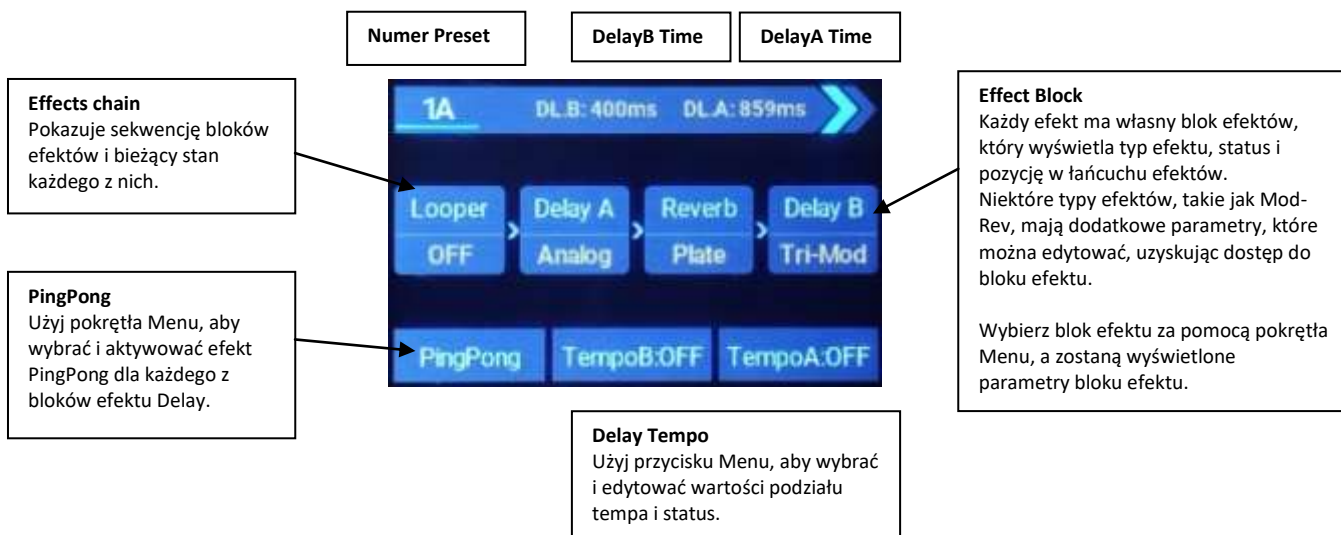 Numer Preset
DelayB Time
DelayA Time
Effects chain
Pokazuje sekwencję bloków
efektów i bieżący stan
każdego z nich.
1A
DL.B: 400ms
DL.A: 859ms
Looper
OFF
Delay A
Analog
Reverb
Plate
Delay B
Tri-Mod
Effect Block
Każdy efekt ma własny blok efektów,
który wyświetla typ efektu, status i
pozycję w łańcuchu efektów.
Niektóre typy efektów, takie jak Mod-
Rev, mają dodatkowe parametry, które
można edytować, uzyskując dostęp do
bloku efektu.
Wybierz blok efektu za pomocą pokrętła
Menu, a zostaną wyświetlone
parametry bloku efektu.
PingPong
Użyj pokrętła Menu, aby
wybrać i aktywować efekt
PingPong dla każdego z
bloków efektu Delay.
PingPong
TempoB:OFF
TempoA:OFF
Delay Tempo
Użyj przycisku Menu, aby wybrać
i edytować wartości podziału
tempa i status.